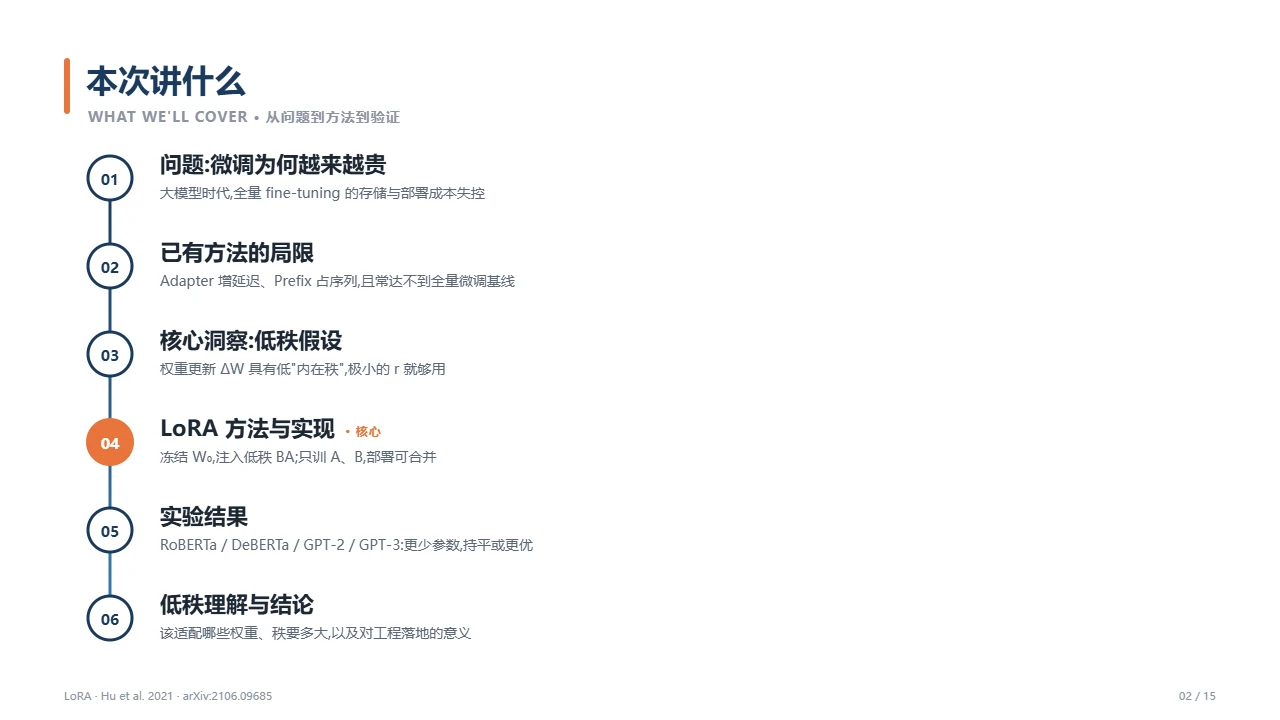 本次讲什么
WHAT WE'LL COVER • 从问题到方法到验证
01
问题:微调为何越来越贵
大模型时代,全量 fine-tuning 的存储与部署成本失控
02
已有方法的局限
Adapter 增延迟、Prefix 占序列,且常达不到全量微调基线
03
核心洞察:低秩假设
权重更新 ΔW 具有低"内在秩",极小的 r 就够用
04
LoRA 方法与实现 • 核心
冻结 W₀,注入低秩 BA;只训 A、B,部署可合并
05
实验结果
RoBERTa / DeBERTa / GPT-2 / GPT-3:更少参数,持平或更优
06
低秩理解与结论
该适配哪些权重、秩要多大,以及对工程落地的意义
LoRA · Hu et al. 2021 · arXiv:2106.09685
02 / 15